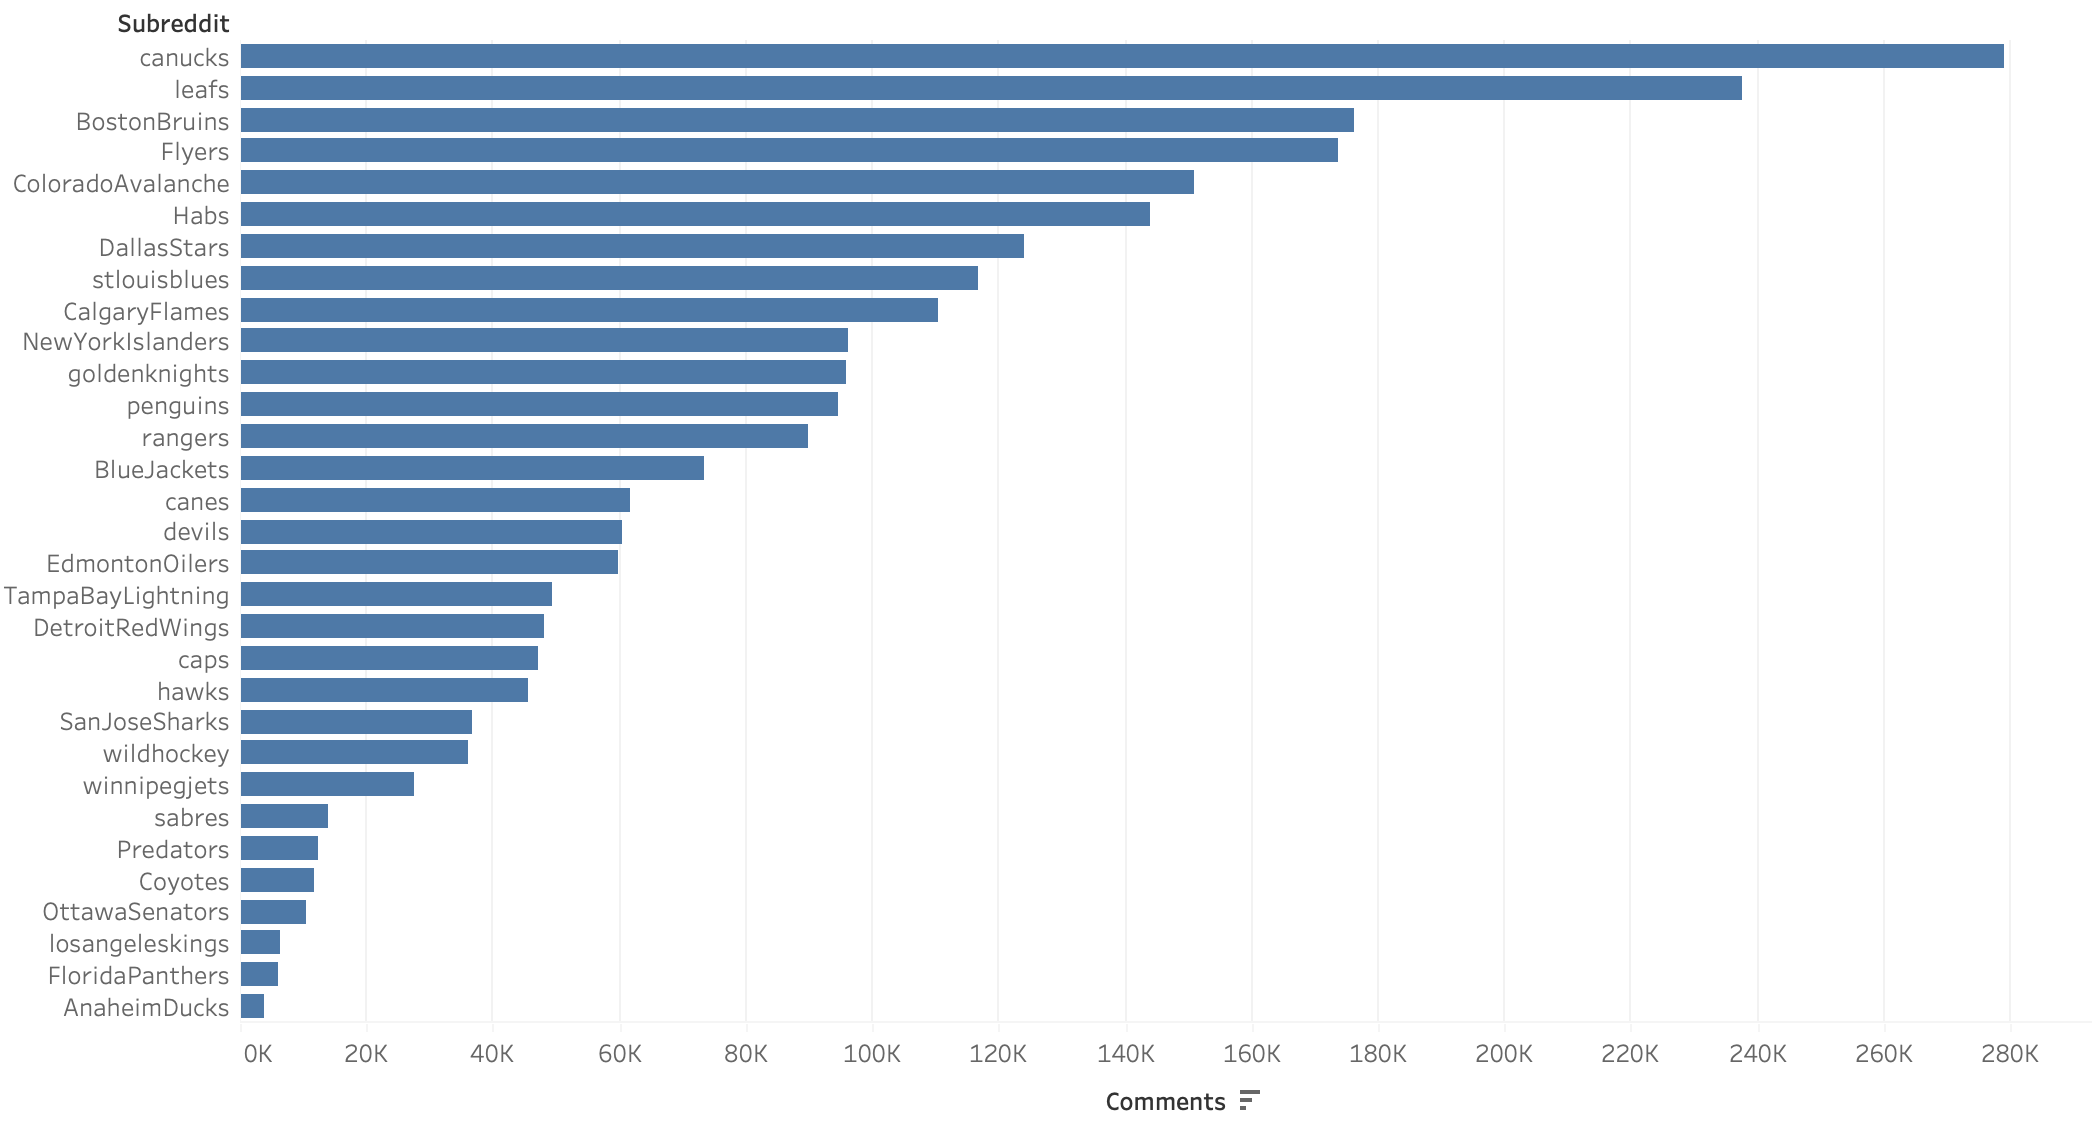 Subreddit
canucks
leafs
BostonBruins
Flyers
ColoradoAvalanche
Habs
DallasStars
stlouisblues
CalgaryFlames
NewYorkIslanders
goldenknights
penguins
rangers
BlueJackets
canes
devils
EdmontonOilers
TampaBayLightning
DetroitRedWings
caps
hawks
SanJoseSharks
wildhockey
winnipegjets
sabres
Predators
Coyotes
OttawaSenators
losangeleskings
FloridaPanthers
AnaheimDucks
0K 20K 40K 60K 80K 100K 120K 140K 160K 180K 200K 220K 240K 260K 280K
Comments